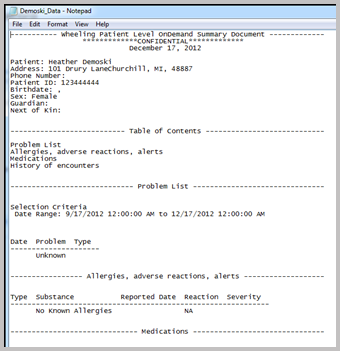 Demoski_Data - Notepad
File Edit Format View Help
----------- Wheeling Patient Level OnDemand Summary Document -------------
*************CONFIDENTIAL*************
December 17, 2012
Patient: Heather Demoski
Address: 101 Drury LaneChurchill, MI, 48887
Phone Number:
Patient ID: 123444444
Birthdate: ,
Sex: Female
Guardian:
Next of Kin:
---------------------------- Table of Contents -----------------------------
Problem List
Allergies, adverse reactions, alerts
Medications
History of encounters
------------------------------ Problem List --------------------------------
Selection Criteria
Date Range: 9/17/2012 12:00:00 AM to 12/17/2012 12:00:00 AM
Date Problem Type
----------------------
Unknown
----------------- Allergies, adverse reactions, alerts --------------------
Type Substance Reported Date Reaction Severity
----------------------------------------------------------------
No Known Allergies NA
------------------------------- Medications --------------------------------